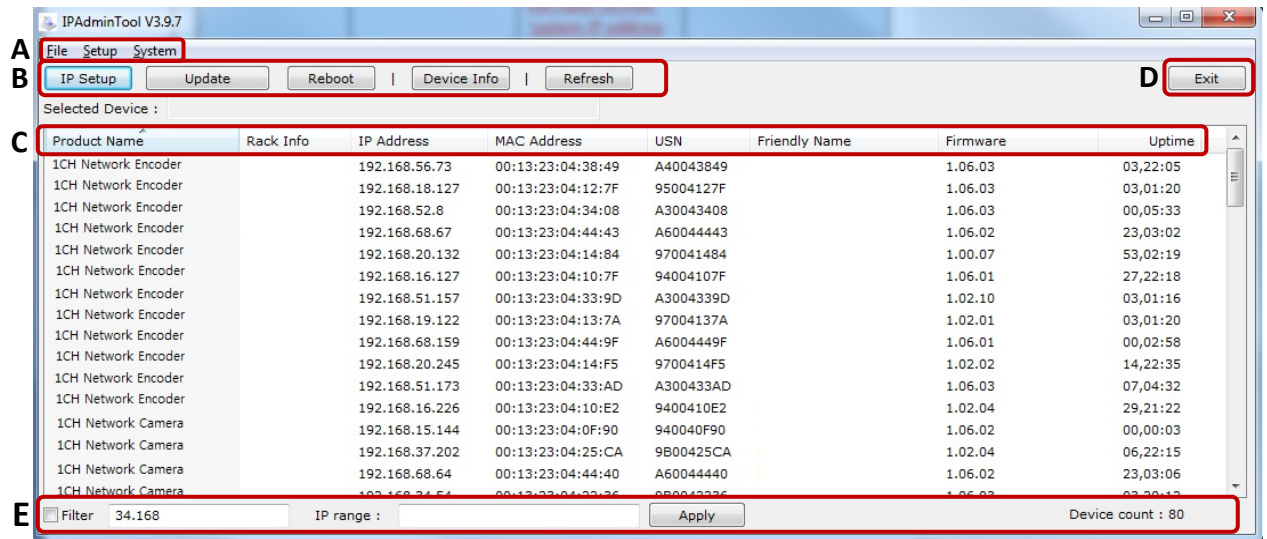 IPAdminTool V3.9.7
A File Setup System
B IP Setup Update Reboot | Device Info | Refresh D Exit
Selected Device :
C Product Name Rack Info IP Address MAC Address USN Friendly Name Firmware Uptime
1CH Network Encoder 192.168.56.73 00:13:23:04:38:49 A40043849 1.06.03 03,22:05
1CH Network Encoder 192.168.18.127 00:13:23:04:12:7F 95004127F 1.06.03 03,01:20
1CH Network Encoder 192.168.52.8 00:13:23:04:34:08 A30043408 1.06.03 00,05:33
1CH Network Encoder 192.168.68.67 00:13:23:04:44:43 A60044443 1.06.02 23,03:02
1CH Network Encoder 192.168.20.132 00:13:23:04:14:84 970041484 1.00.07 53,02:19
1CH Network Encoder 192.168.16.127 00:13:23:04:10:7F 94004107F 1.06.01 27,22:18
1CH Network Encoder 192.168.51.157 00:13:23:04:33:9D A3004339D 1.02.10 03,01:16
1CH Network Encoder 192.168.19.122 00:13:23:04:13:7A 97004137A 1.02.01 03,01:20
1CH Network Encoder 192.168.68.159 00:13:23:04:44:9F A6004449F 1.06.01 00,02:58
1CH Network Encoder 192.168.20.245 00:13:23:04:14:F5 9700414F5 1.02.02 14,22:35
1CH Network Encoder 192.168.51.173 00:13:23:04:33:AD A300433AD 1.06.03 07,04:32
1CH Network Encoder 192.168.16.226 00:13:23:04:10:E2 9400410E2 1.02.04 29,21:22
1CH Network Camera 192.168.15.144 00:13:23:04:0F:90 940040F90 1.06.02 00,00:03
1CH Network Camera 192.168.37.202 00:13:23:04:25:CA 9B00425CA 1.02.04 06,22:15
1CH Network Camera 192.168.68.64 00:13:23:04:44:40 A60044440 1.06.02 23,03:06
1CH Network Camera
E Filter 34.168 IP range : Apply Device count : 80